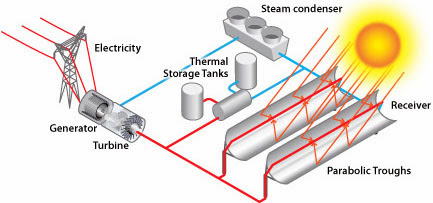 Steam condenser
Electricity
Thermal
Storage Tanks
Receiver
Generator
Turbine
Parabolic Troughs